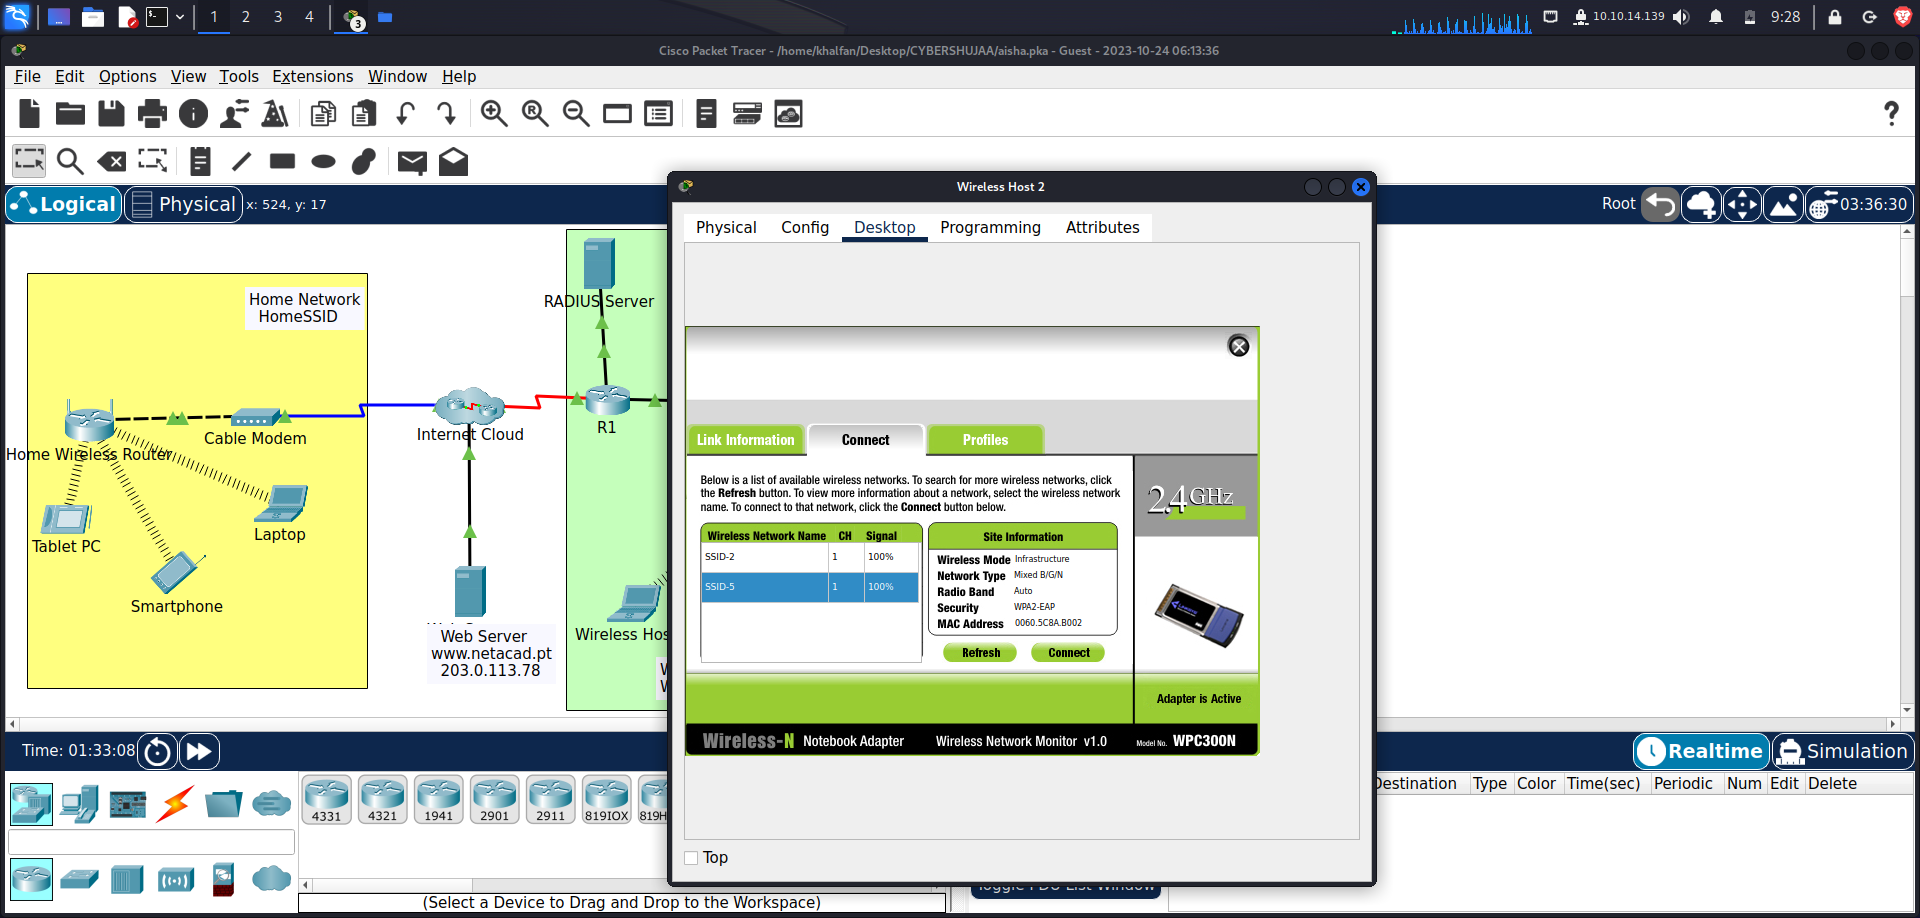 1 2 3 4
3
10.10.14.139
9:28
Cisco Packet Tracer - /home/khalfan/Desktop/CYBERSHUJAA/aisha.pka - Guest - 2023-10-24 06:13:36
File Edit Options View Tools Extensions Window Help
Wireless Host 2
Logical
Physical
x: 524, y: 17
Root
03:36:30
Physical Config Desktop Programming Attributes
Home Network
HomeSSID
RADIUS Server
Cable Modem
Internet Cloud
R1
Home Wireless Router
Tablet PC
Laptop
Smartphone
Web Server
www.netacad.pt
203.0.113.78
Link Information
Connect
Profiles
Below is a list of available wireless networks. To search for more wireless networks, click
the Refresh button. To view more information about a network, select the wireless network
name. To connect to that network, click the Connect button below.
2.4GHz
Wireless Network Name CH Signal
SSID-2 1 100%
SSID-5 1 100%
Site Information
Wireless Mode Infrastructure
Network Type Mixed B/G/N
Radio Band Auto
Security WPA2-EAP
MAC Address 0060.5C8A.B002
Refresh
Connect
Adapter is Active
Wireless-N Notebook Adapter Wireless Network Monitor v1.0 Model No. WPC300N
Top
Time: 01:33:08
Realtime
Simulation
4331 4321 1941 2901 2911 819IOX
Destination Type Color Time(sec) Periodic Num Edit Delete
(Select a Device to Drag and Drop to the Workspace)
Toggle PDU List Window